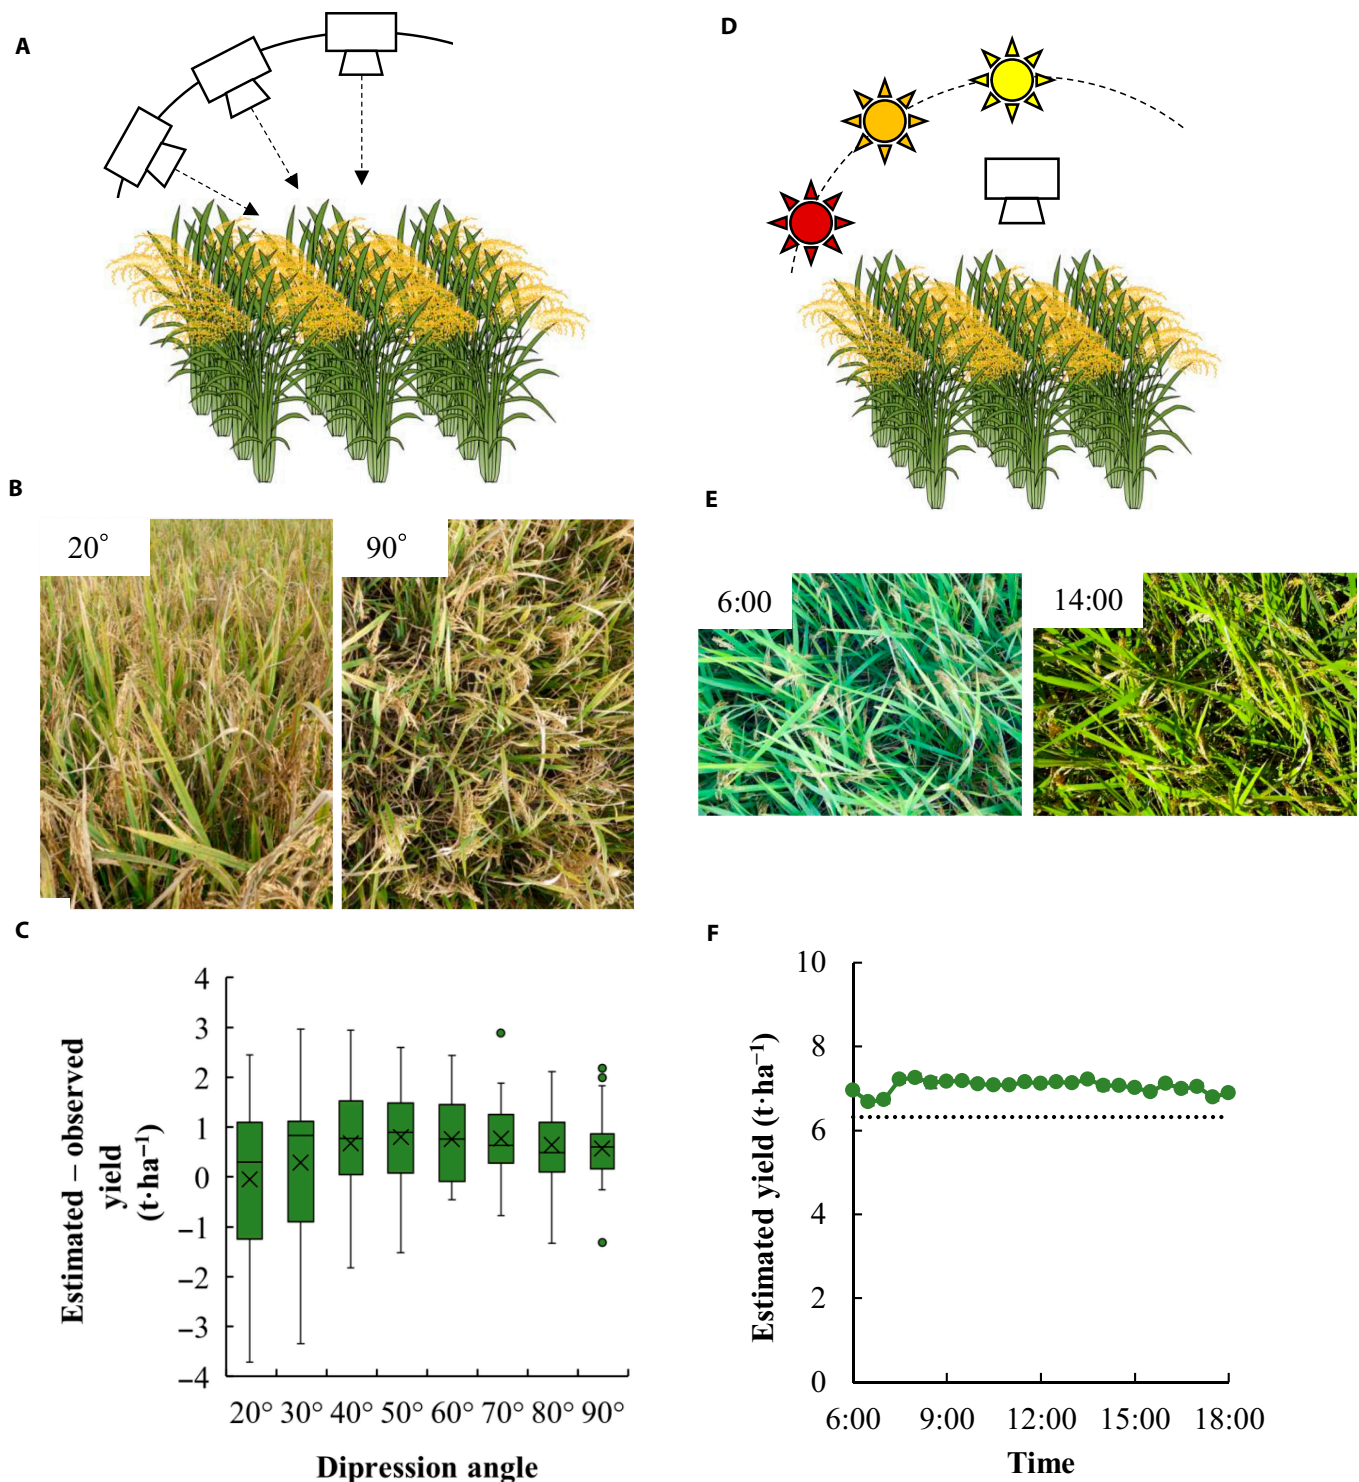 A
D
B
20°
90°
E
6:00
14:00
C
Estimated – observed
yield
(t·ha⁻¹)
4
3
2
1
0
−1
−2
−3
−4
20° 30° 40° 50° 60° 70° 80° 90°
Dipression angle
F
Estimated yield (t·ha⁻¹)
10
8
6
4
2
0
6:00 9:00 12:00 15:00 18:00
Time